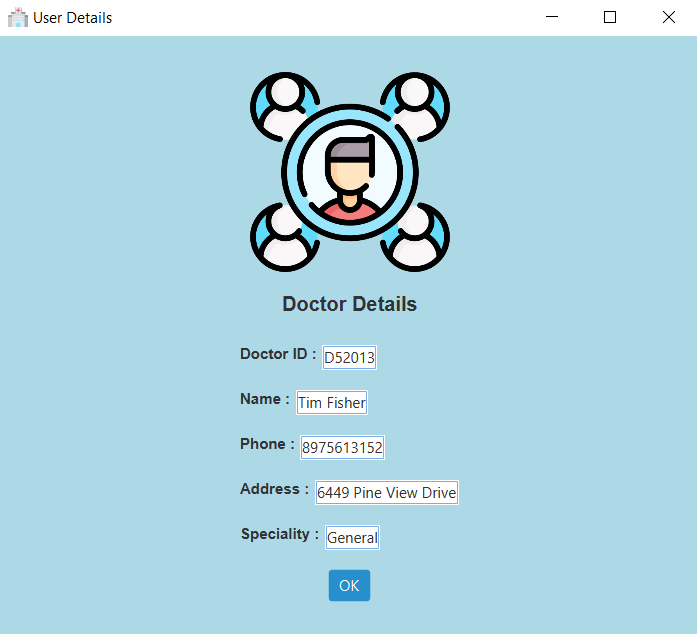 User Details
Doctor Details
Doctor ID : D52013
Name : Tim Fisher
Phone : 8975613152
Address : 6449 Pine View Drive
Speciality : General
OK